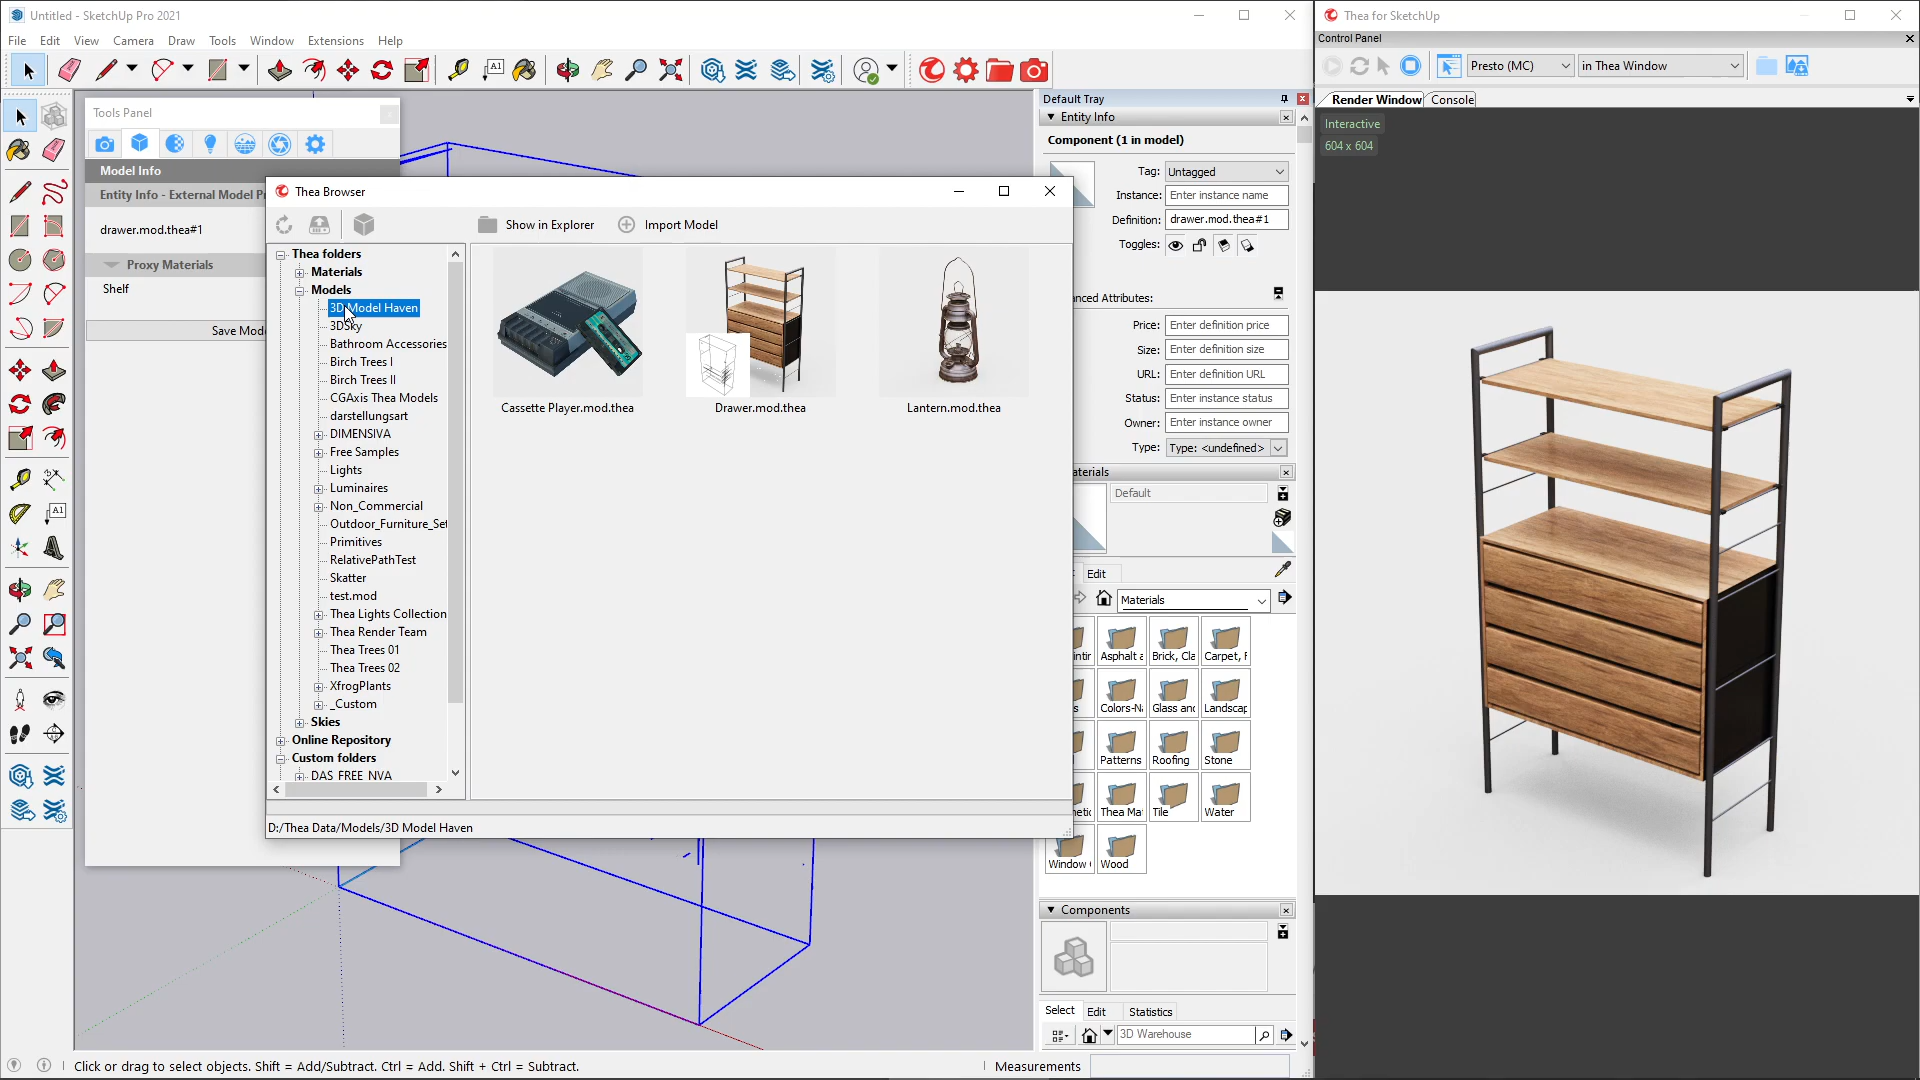 Untitled - SketchUp Pro 2021
File Edit View Camera Draw Tools Window Extensions Help
Tools Panel
Model Info
Entity Info - External Model Pr
drawer.mod.thea#1
Proxy Materials
Shelf
Save Mode
Thea Browser
Show in Explorer
Import Model
Thea folders
Materials
Models
3D Model Haven
3DSky
Bathroom Accessories
Birch Trees I
Birch Trees II
CGAxis Thea Models
darstellungsart
DIMENSIVA
Free Samples
Lights
Luminaires
Non_Commercial
Outdoor_Furniture_Set
Primitives
RelativePathTest
Skatter
test.mod
Thea Lights Collection
Thea Render Team
Thea Trees 01
Thea Trees 02
XfrogPlants
_Custom
Skies
Online Repository
Custom folders
DAS FREE NVA
Cassette Player.mod.thea
Drawer.mod.thea
Lantern.mod.thea
D:/Thea Data/Models/3D Model Haven
Default Tray
Entity Info
Component (1 in model)
Tag: Untagged
Instance: Enter instance name
Definition: drawer.mod.thea#1
Toggles:
nced Attributes:
Price: Enter definition price
Size: Enter definition size
URL: Enter definition URL
Status: Enter instance status
Owner: Enter instance owner
Type: Type: <undefined>
aterials
Default
Edit
Materials
Asphalt a
Brick, Cla
Carpet, F
Colors-Na
Glass and
Landscap
Patterns
Roofing
Stone
Thea Mat
Tile
Water
Window
Wood
Components
Select Edit Statistics
3D Warehouse
Click or drag to select objects. Shift = Add/Subtract. Ctrl = Add. Shift + Ctrl = Subtract.
Measurements
Thea for SketchUp
Control Panel
Presto (MC)
in Thea Window
Render Window
Console
Interactive
604 x 604